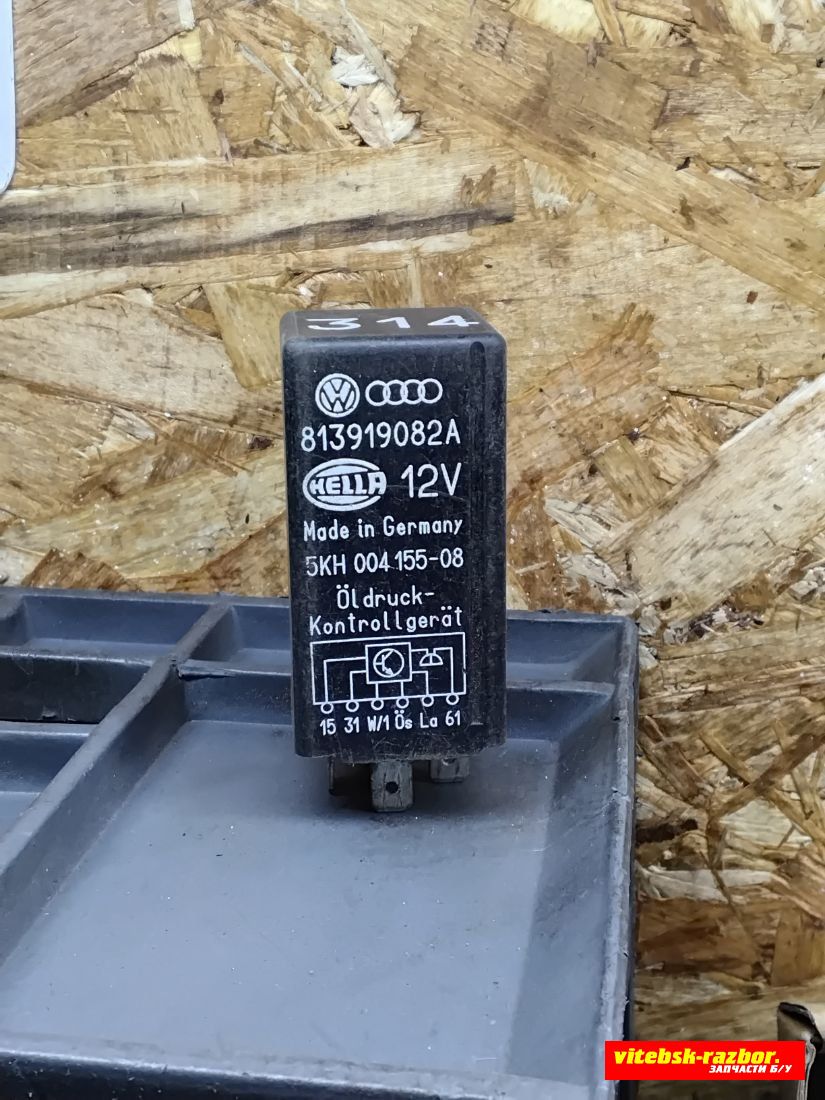 314
813919082A
HELLA 12V
Made in Germany
5KH 004 155-08
Öldruck-
Kontrollgerät
15 31 W/1 Ös La 61
vitebsk-razbor.
ЗАПЧАСТИ Б/У